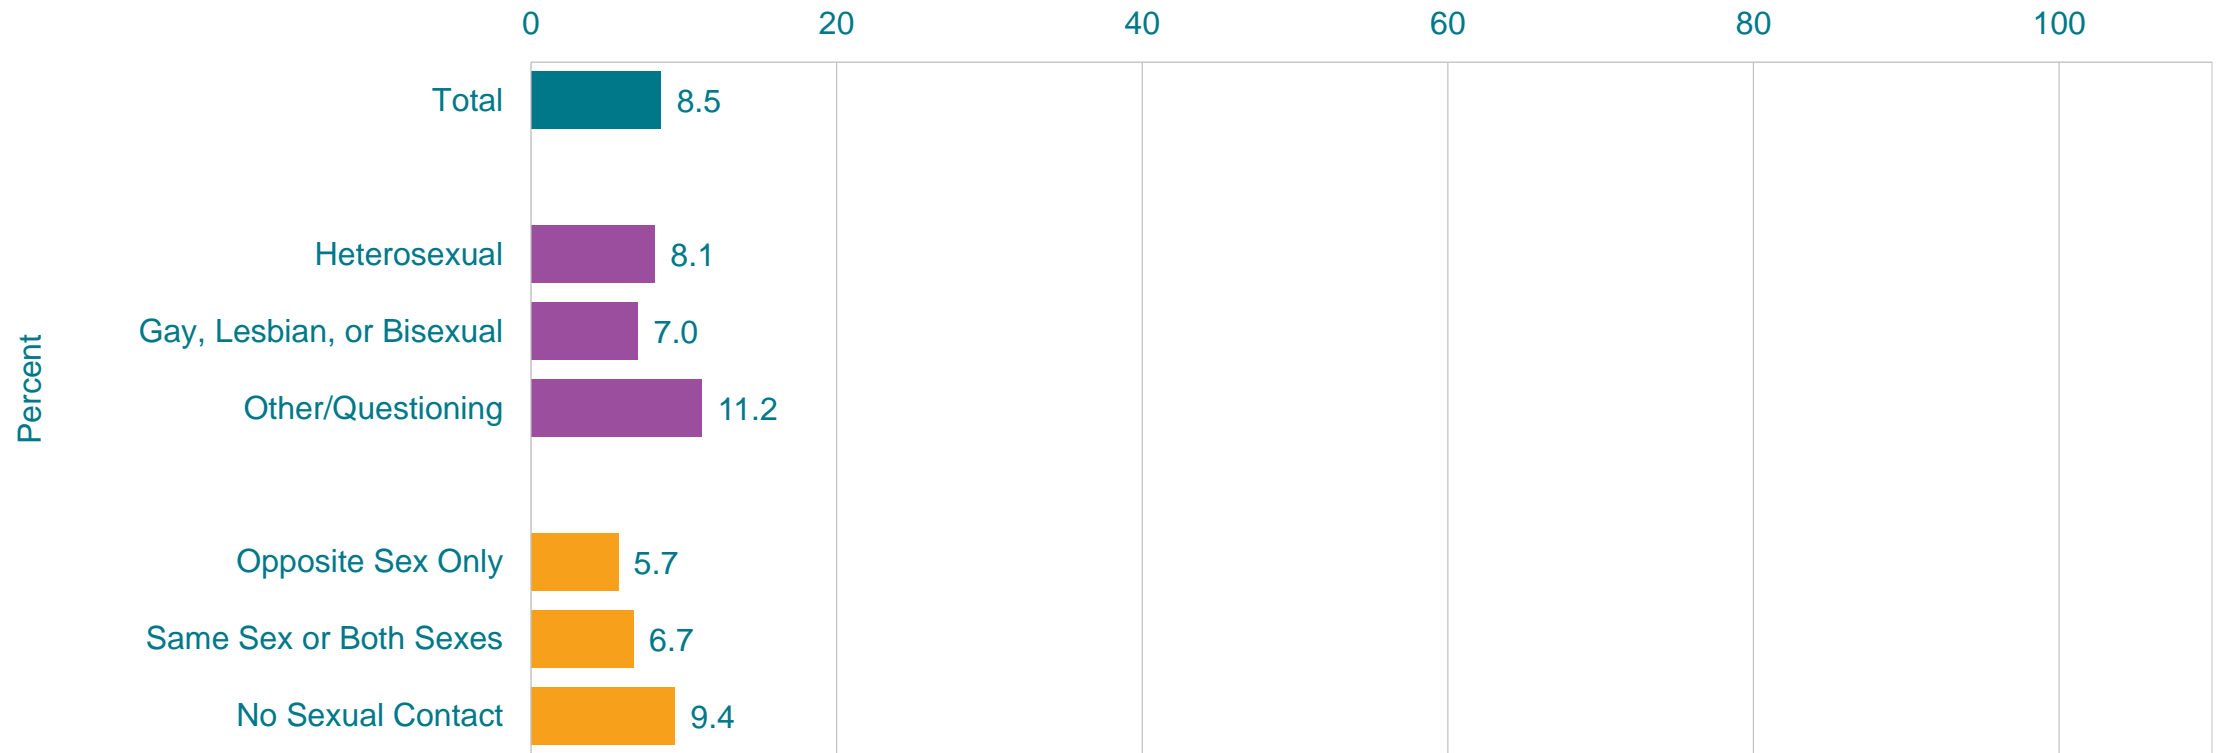 0 20 40 60 80 100
Total 8.5
Heterosexual 8.1
Gay, Lesbian, or Bisexual 7.0
Other/Questioning 11.2
Opposite Sex Only 5.7
Same Sex or Both Sexes 6.7
No Sexual Contact 9.4
Percent